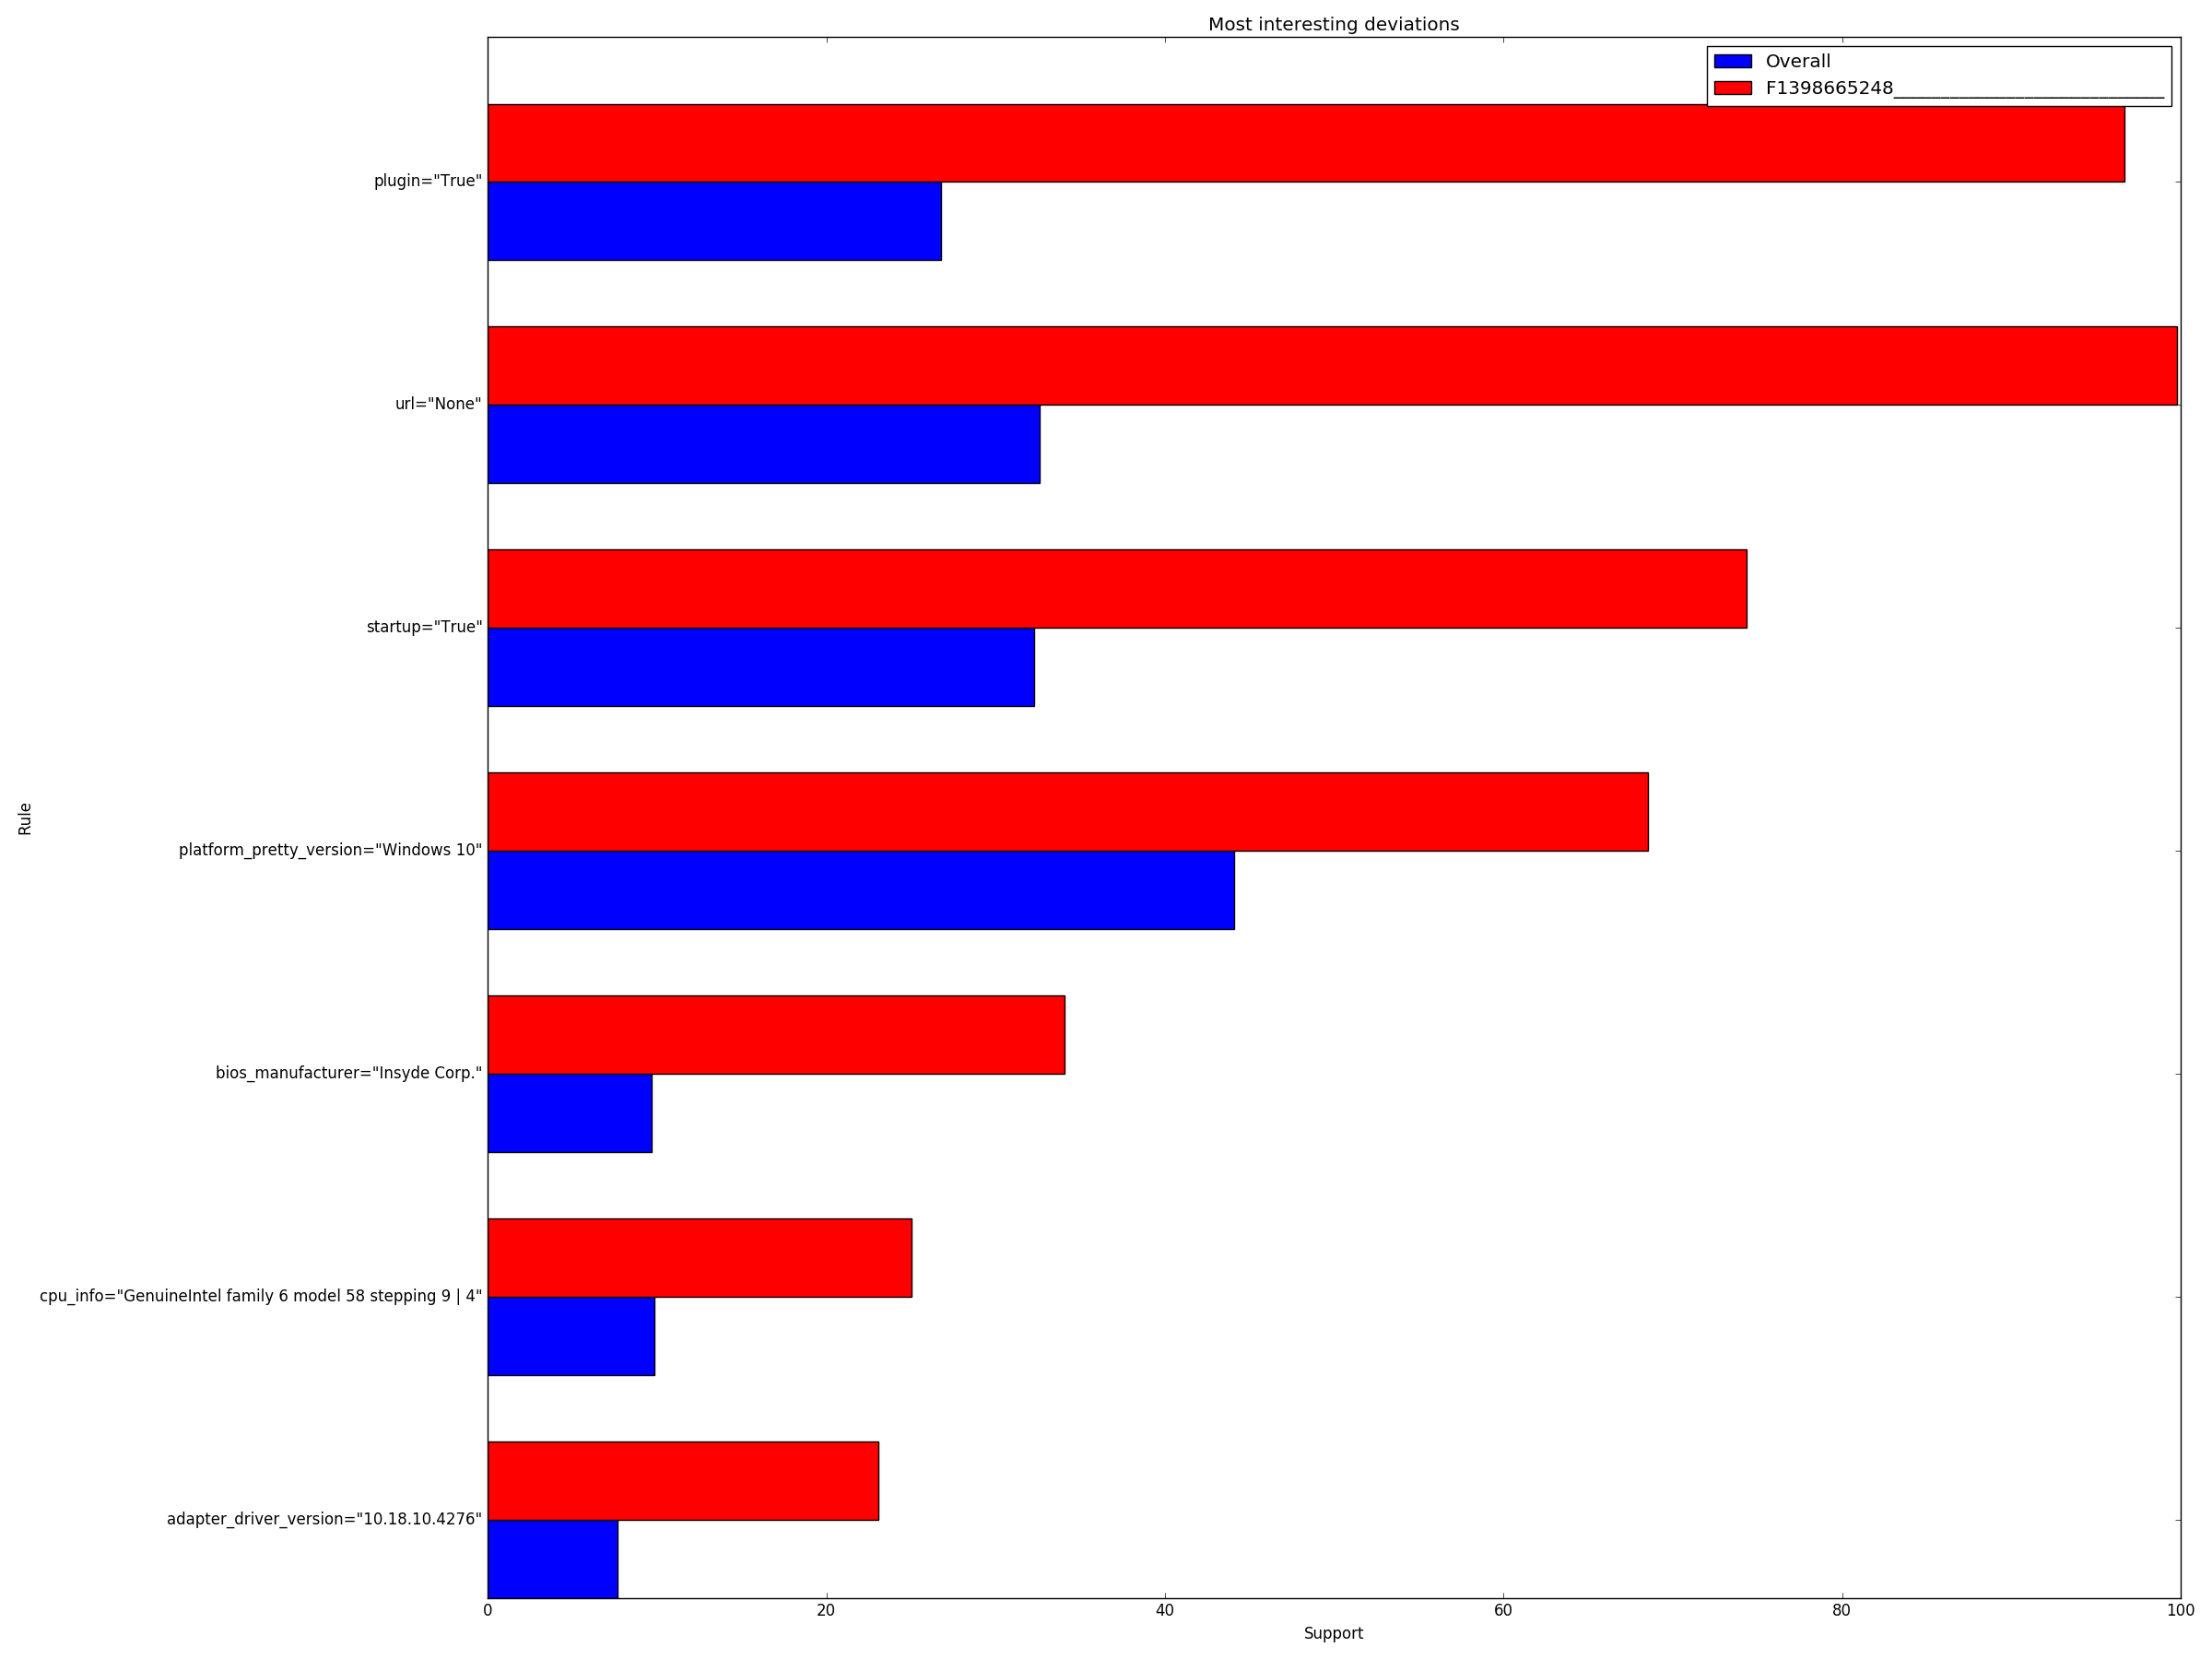 Most interesting deviations
Overall
F1398665248_____________________________
plugin="True"
url="None"
startup="True"
platform_pretty_version="Windows 10"
Rule
bios_manufacturer="Insyde Corp."
cpu_info="GenuineIntel family 6 model 58 stepping 9 | 4"
adapter_driver_version="10.18.10.4276"
0 20 40 60 80 100
Support